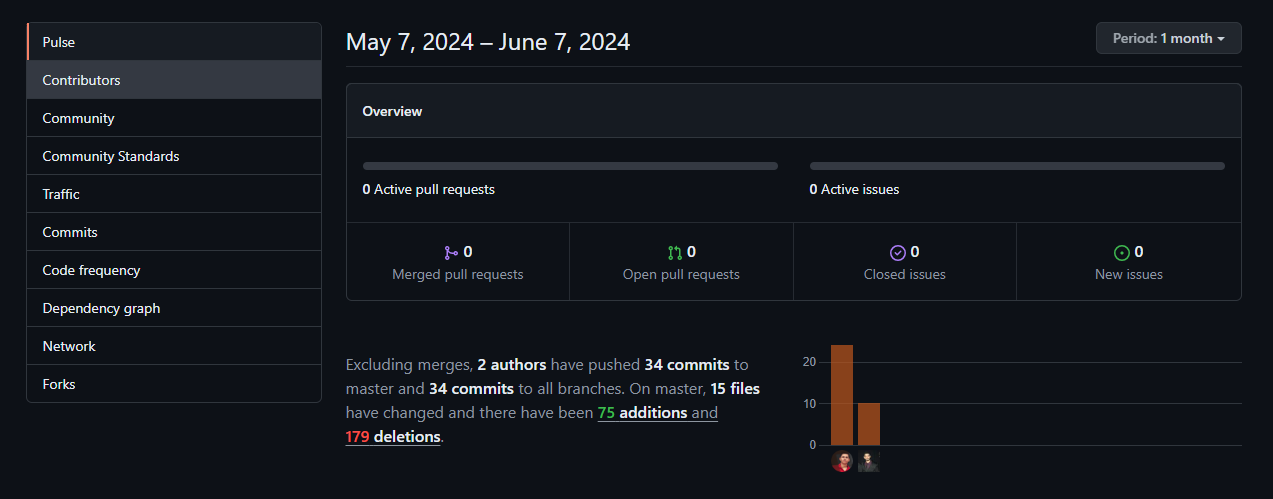 Pulse
Contributors
Community
Community Standards
Traffic
Commits
Code frequency
Dependency graph
Network
Forks
May 7, 2024 – June 7, 2024
Period: 1 month
Overview
0 Active pull requests
0 Active issues
0
Merged pull requests
0
Open pull requests
0
Closed issues
0
New issues
Excluding merges, 2 authors have pushed 34 commits to
master and 34 commits to all branches. On master, 15 files
have changed and there have been 75 additions and
179 deletions.
20
10
0